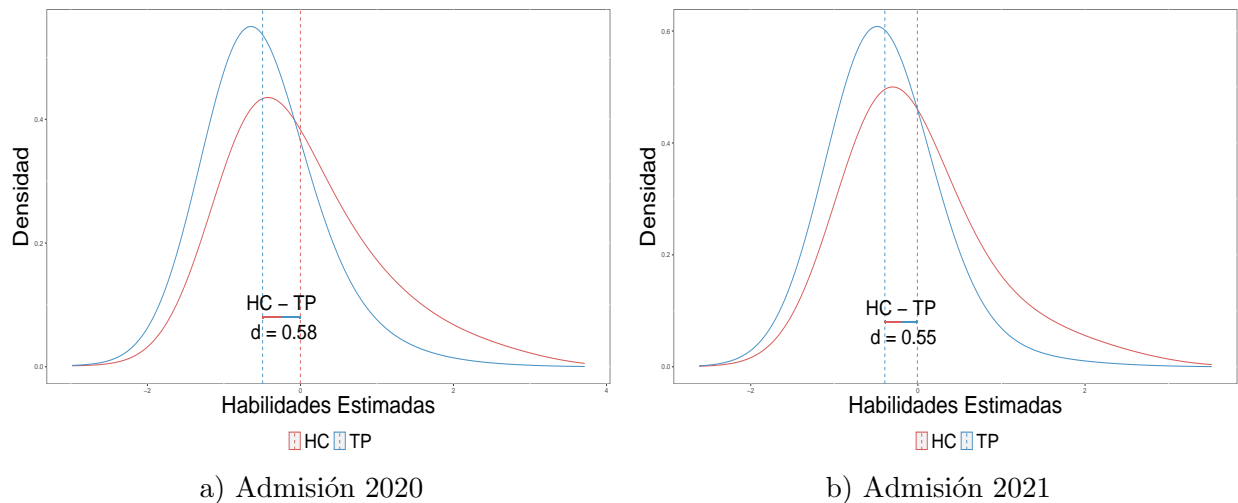 Densidad
0.4
0.2
0.0
HC − TP
d = 0.58
-2
0
2
4
Habilidades Estimadas
HC TP
a) Admisión 2020
Densidad
0.6
0.4
0.2
0.0
HC − TP
d = 0.55
-2
0
2
Habilidades Estimadas
HC TP
b) Admisión 2021